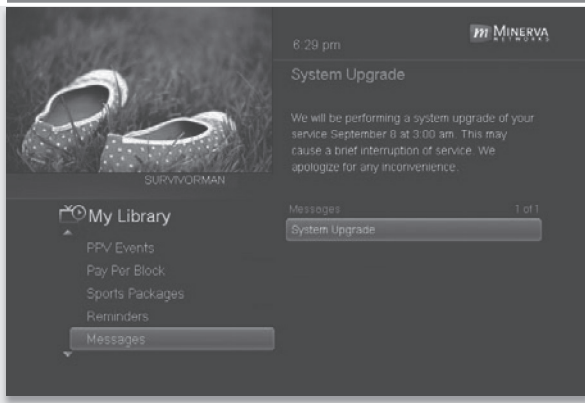 6:29 pm
m MINERVA
NETWORKS
System Upgrade
We will be performing a system upgrade of your
service September 8 at 3:00 am. This may
cause a brief interruption of service. We
apologize for any inconvenience.
SURVIVORMAN
My Library
PPV Events
Pay Per Block
Sports Packages
Reminders
Messages
Messages 1 of 1
System Upgrade